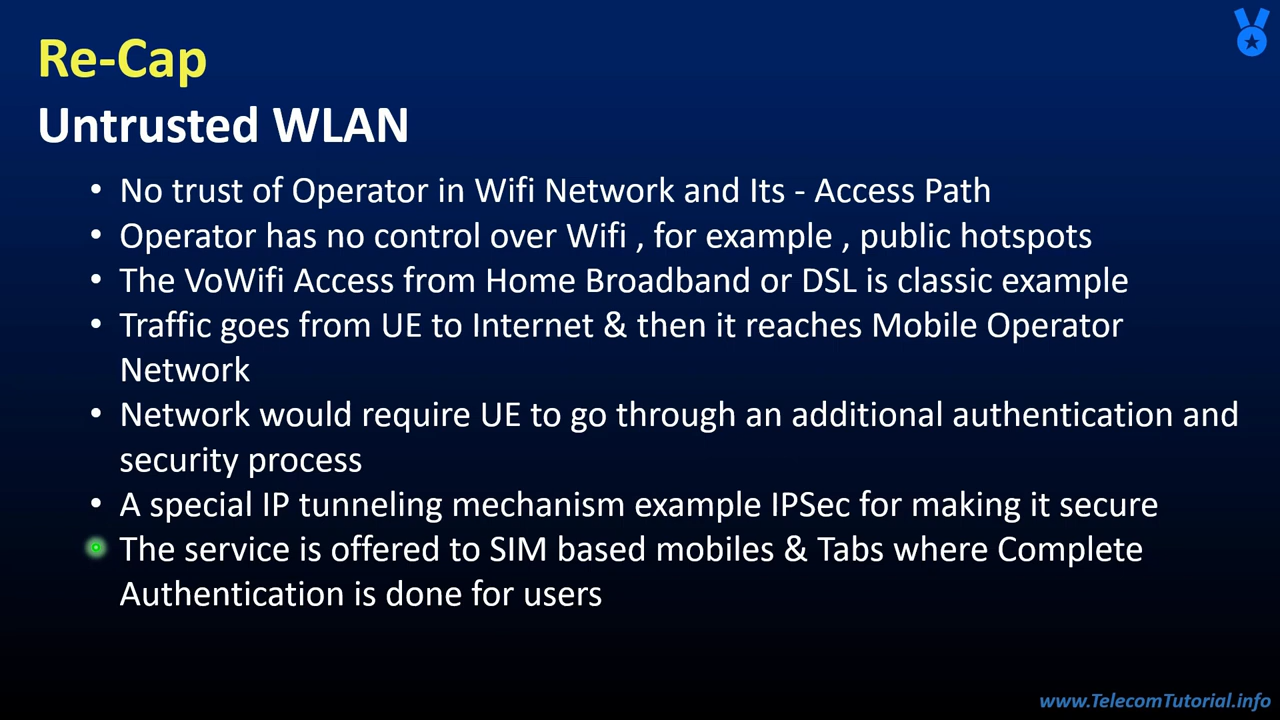 Re-Cap
Untrusted WLAN
• No trust of Operator in Wifi Network and Its - Access Path
• Operator has no control over Wifi , for example , public hotspots
• The VoWifi Access from Home Broadband or DSL is classic example
• Traffic goes from UE to Internet & then it reaches Mobile Operator
Network
• Network would require UE to go through an additional authentication and
security process
• A special IP tunneling mechanism example IPSec for making it secure
• The service is offered to SIM based mobiles & Tabs where Complete
Authentication is done for users
www.TelecomTutorial.info